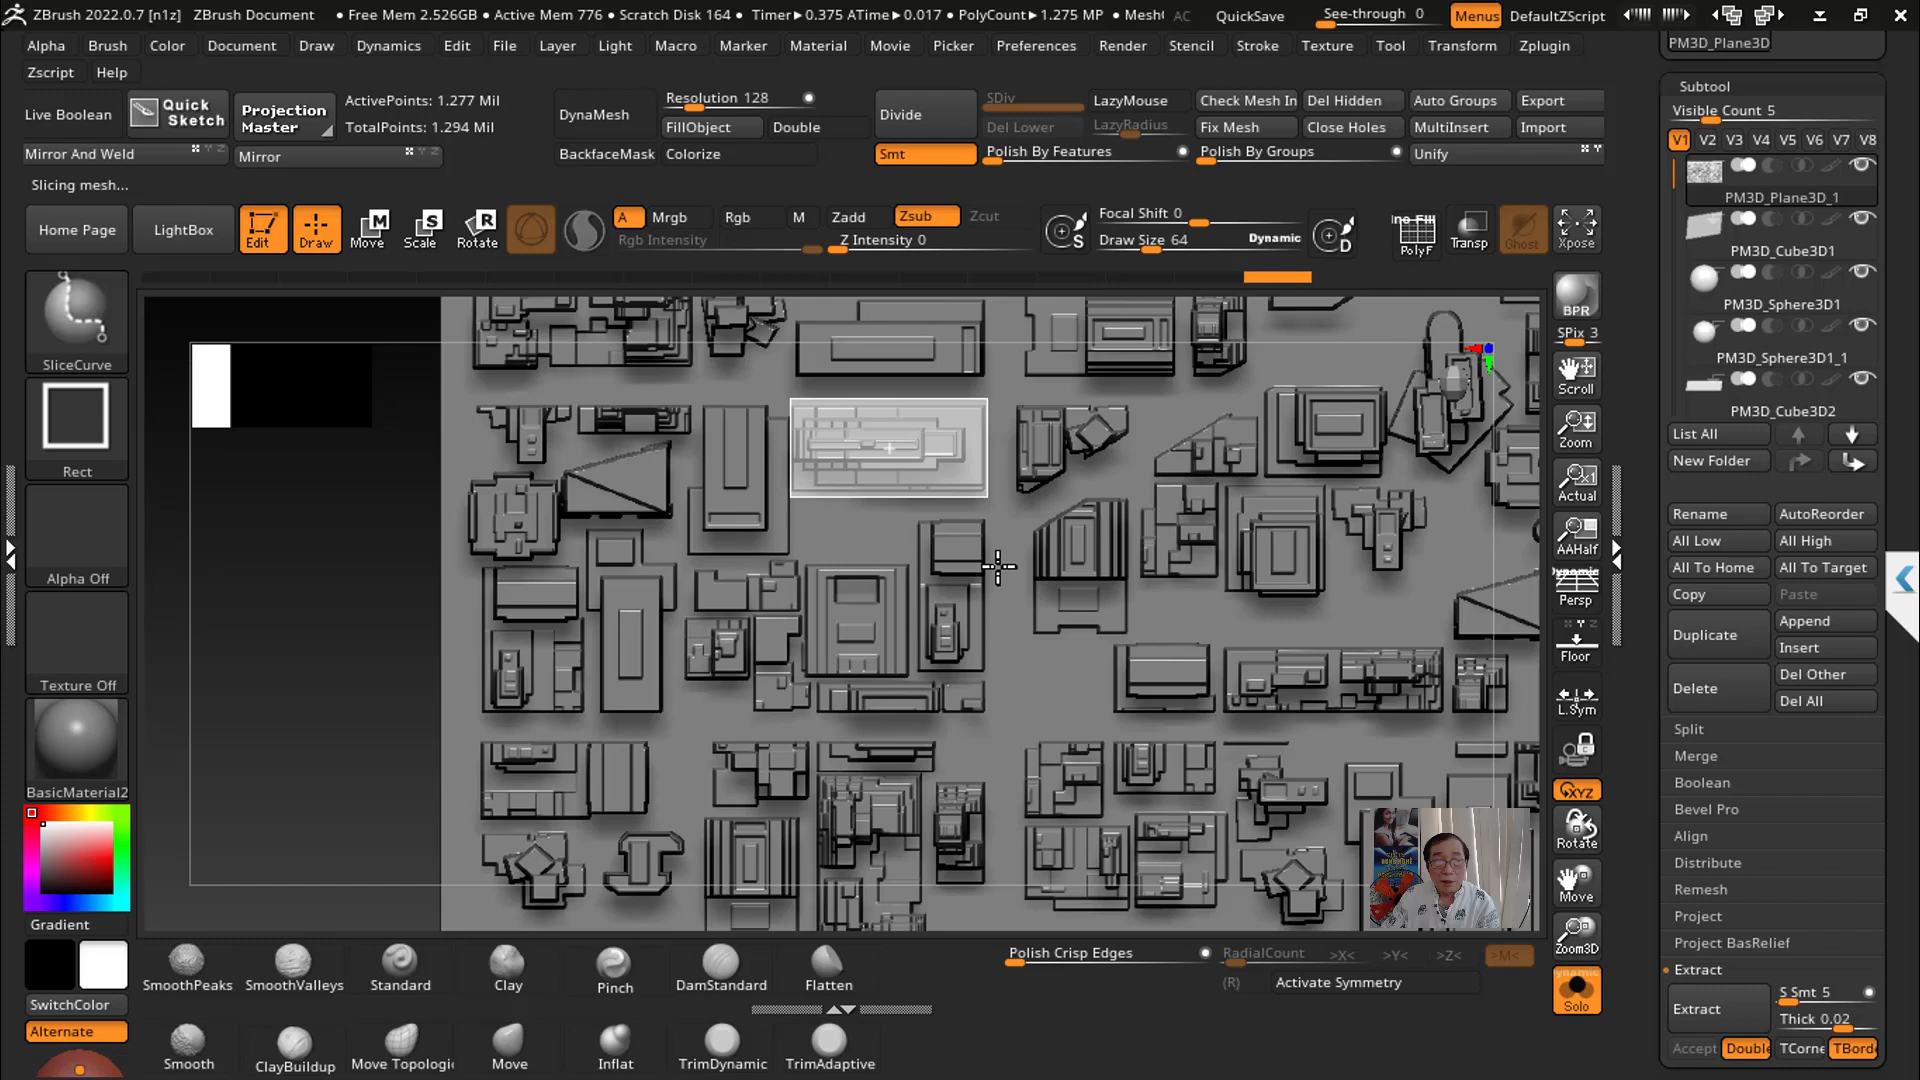 ZBrush 2022.0.7 [n1z] ZBrush Document • Free Mem 2.526GB • Active Mem 776 • Scratch Disk 164 • Timer▶0.375 ATime▶0.017 • PolyCount▶1.275 MP • Mesh AC QuickSave See-through 0 Menus DefaultZScript
Alpha Brush Color Document Draw Dynamics Edit File Layer Light Macro Marker Material Movie Picker Preferences Render Stencil Stroke Texture Tool Transform Zplugin
Zscript Help
Live Boolean
Quick Sketch
Projection Master
ActivePoints: 1.277 Mil
TotalPoints: 1.294 Mil
Mirror And Weld
Mirror
DynaMesh
Resolution 128
FillObject Double
BackfaceMask Colorize
Divide
Smt
SDiv
Del Lower
LazyMouse
LazyRadius
Check Mesh In Del Hidden Auto Groups Export
Fix Mesh Close Holes MultiInsert Import
Polish By Features Polish By Groups Unify
Slicing mesh...
Home Page LightBox Edit Draw Move Scale Rotate
A Mrgb Rgb M Zadd Zsub Zcut
Rgb Intensity Z Intensity 0
S
Focal Shift 0
Draw Size 64 Dynamic
D
PolyF Transp Ghost Xpose
SliceCurve
Rect
Alpha Off
Texture Off
BasicMaterial2
Gradient
SwitchColor
Alternate
BPR
SPix 3
Scroll
Zoom
Actual
AAHalf
Dynamic
Persp
Floor
L.Sym
XYZ
Rotate
Move
Zoom3D
Dynamic
Solo
SmoothPeaks SmoothValleys Standard Clay Pinch DamStandard Flatten
Smooth ClayBuildup Move Topologi Move Inflat TrimDynamic TrimAdaptive
Polish Crisp Edges RadialCount >X< >Y< >Z< >M<
(R) Activate Symmetry
PM3D_Plane3D
Subtool
Visible Count 5
V1 V2 V3 V4 V5 V6 V7 V8
PM3D_Plane3D_1
PM3D_Cube3D1
PM3D_Sphere3D1
PM3D_Sphere3D1_1
PM3D_Cube3D2
List All
New Folder
Rename AutoReorder
All Low All High
All To Home All To Target
Copy Paste
Duplicate Append
Insert
Delete Del Other
Del All
Split
Merge
Boolean
Bevel Pro
Align
Distribute
Remesh
Project
Project BasRelief
Extract
Extract S Smt 5
Thick 0.02
Accept Double TCorne TBord